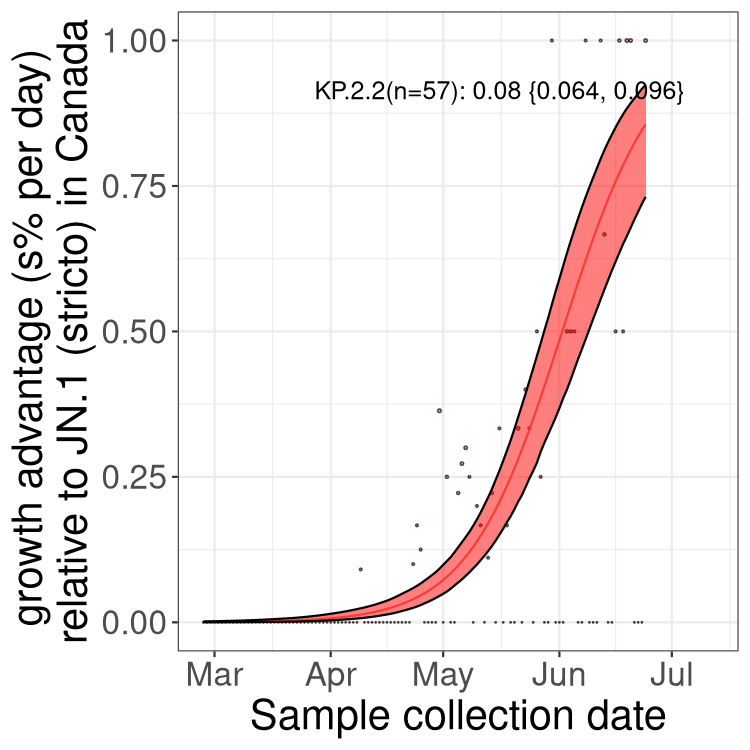 growth advantage (s% per day)
relative to JN.1 (stricto) in Canada
1.00
0.75
0.50
0.25
0.00
KP.2.2(n=57): 0.08 {0.064, 0.096}
Mar Apr May Jun Jul
Sample collection date